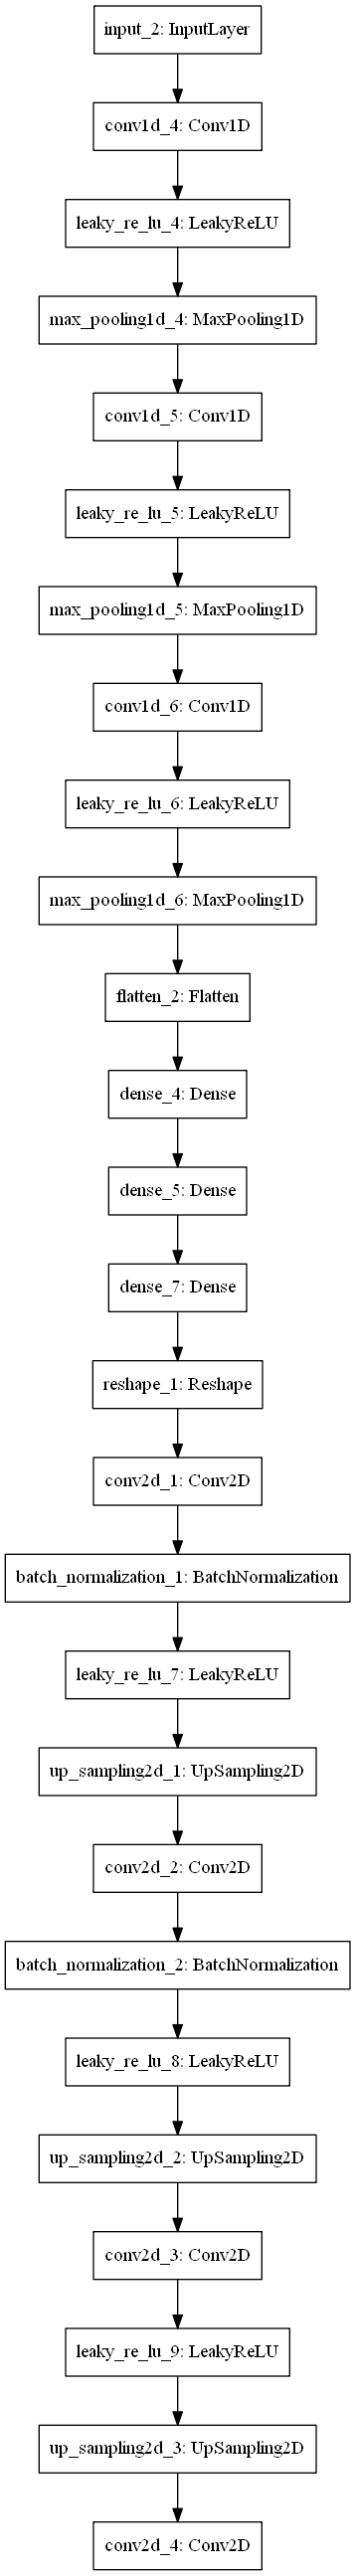 input_2: InputLayer
conv1d_4: Conv1D
leaky_re_lu_4: LeakyReLU
max_pooling1d_4: MaxPooling1D
conv1d_5: Conv1D
leaky_re_lu_5: LeakyReLU
max_pooling1d_5: MaxPooling1D
conv1d_6: Conv1D
leaky_re_lu_6: LeakyReLU
max_pooling1d_6: MaxPooling1D
flatten_2: Flatten
dense_4: Dense
dense_5: Dense
dense_7: Dense
reshape_1: Reshape
conv2d_1: Conv2D
batch_normalization_1: BatchNormalization
leaky_re_lu_7: LeakyReLU
up_sampling2d_1: UpSampling2D
conv2d_2: Conv2D
batch_normalization_2: BatchNormalization
leaky_re_lu_8: LeakyReLU
up_sampling2d_2: UpSampling2D
conv2d_3: Conv2D
leaky_re_lu_9: LeakyReLU
up_sampling2d_3: UpSampling2D
conv2d_4: Conv2D